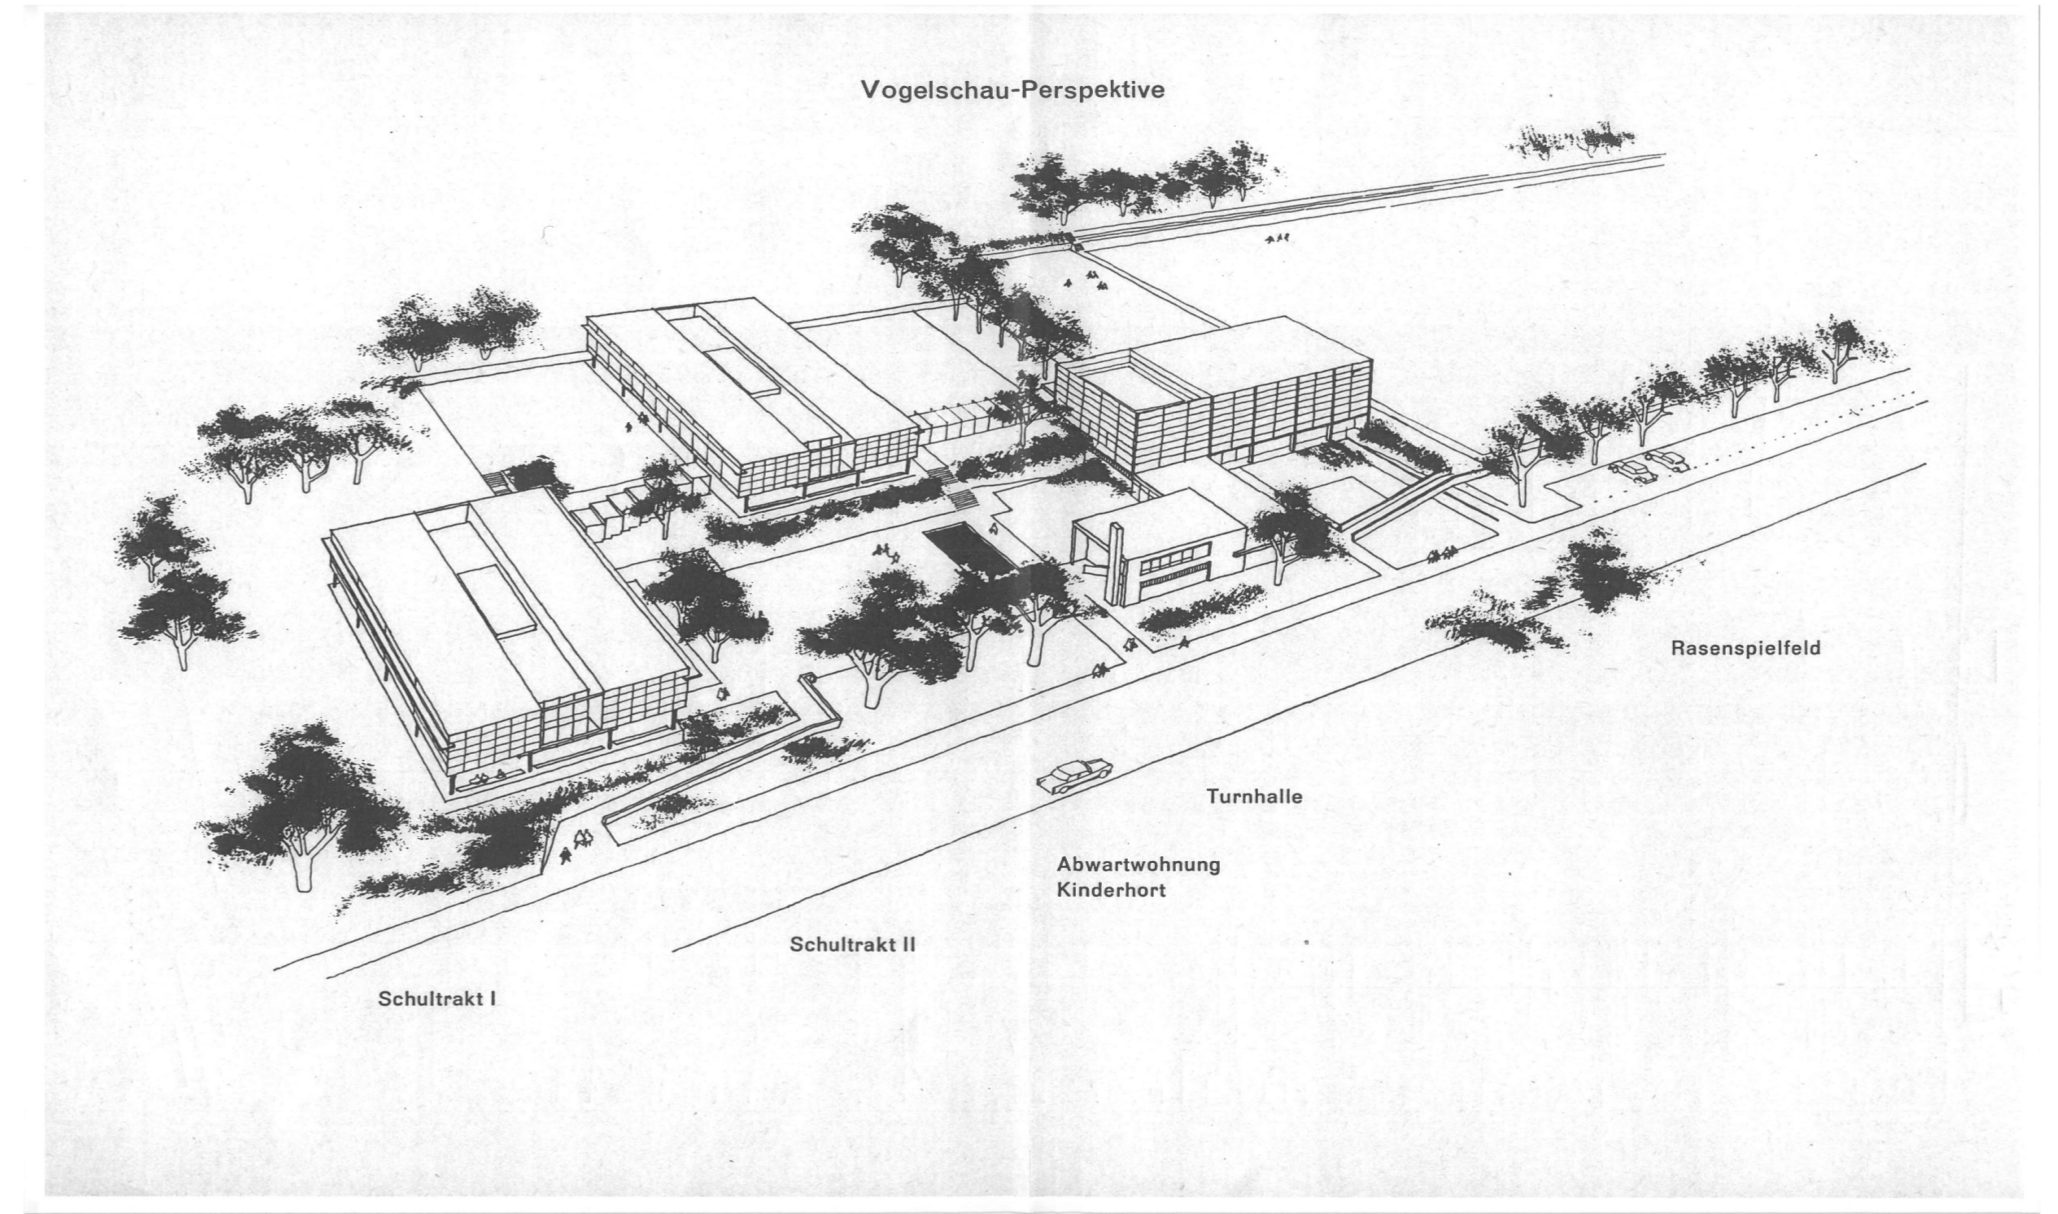 Vogelschau-Perspektive
Rasenspielfeld
Turnhalle
Abwartwohnung
Kinderhort
Schultrakt II
Schultrakt I